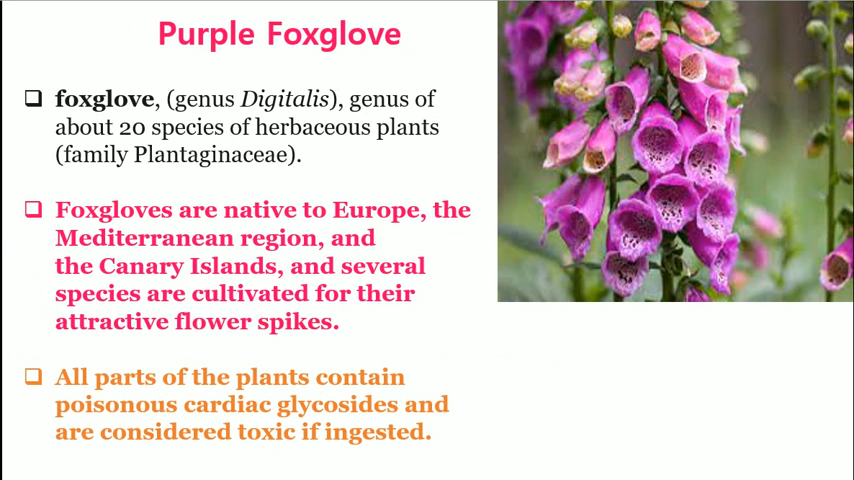 Purple Foxglove
foxglove, (genus Digitalis), genus of
about 20 species of herbaceous plants
(family Plantaginaceae).
Foxgloves are native to Europe, the
Mediterranean region, and
the Canary Islands, and several
species are cultivated for their
attractive flower spikes.
All parts of the plants contain
poisonous cardiac glycosides and
are considered toxic if ingested.